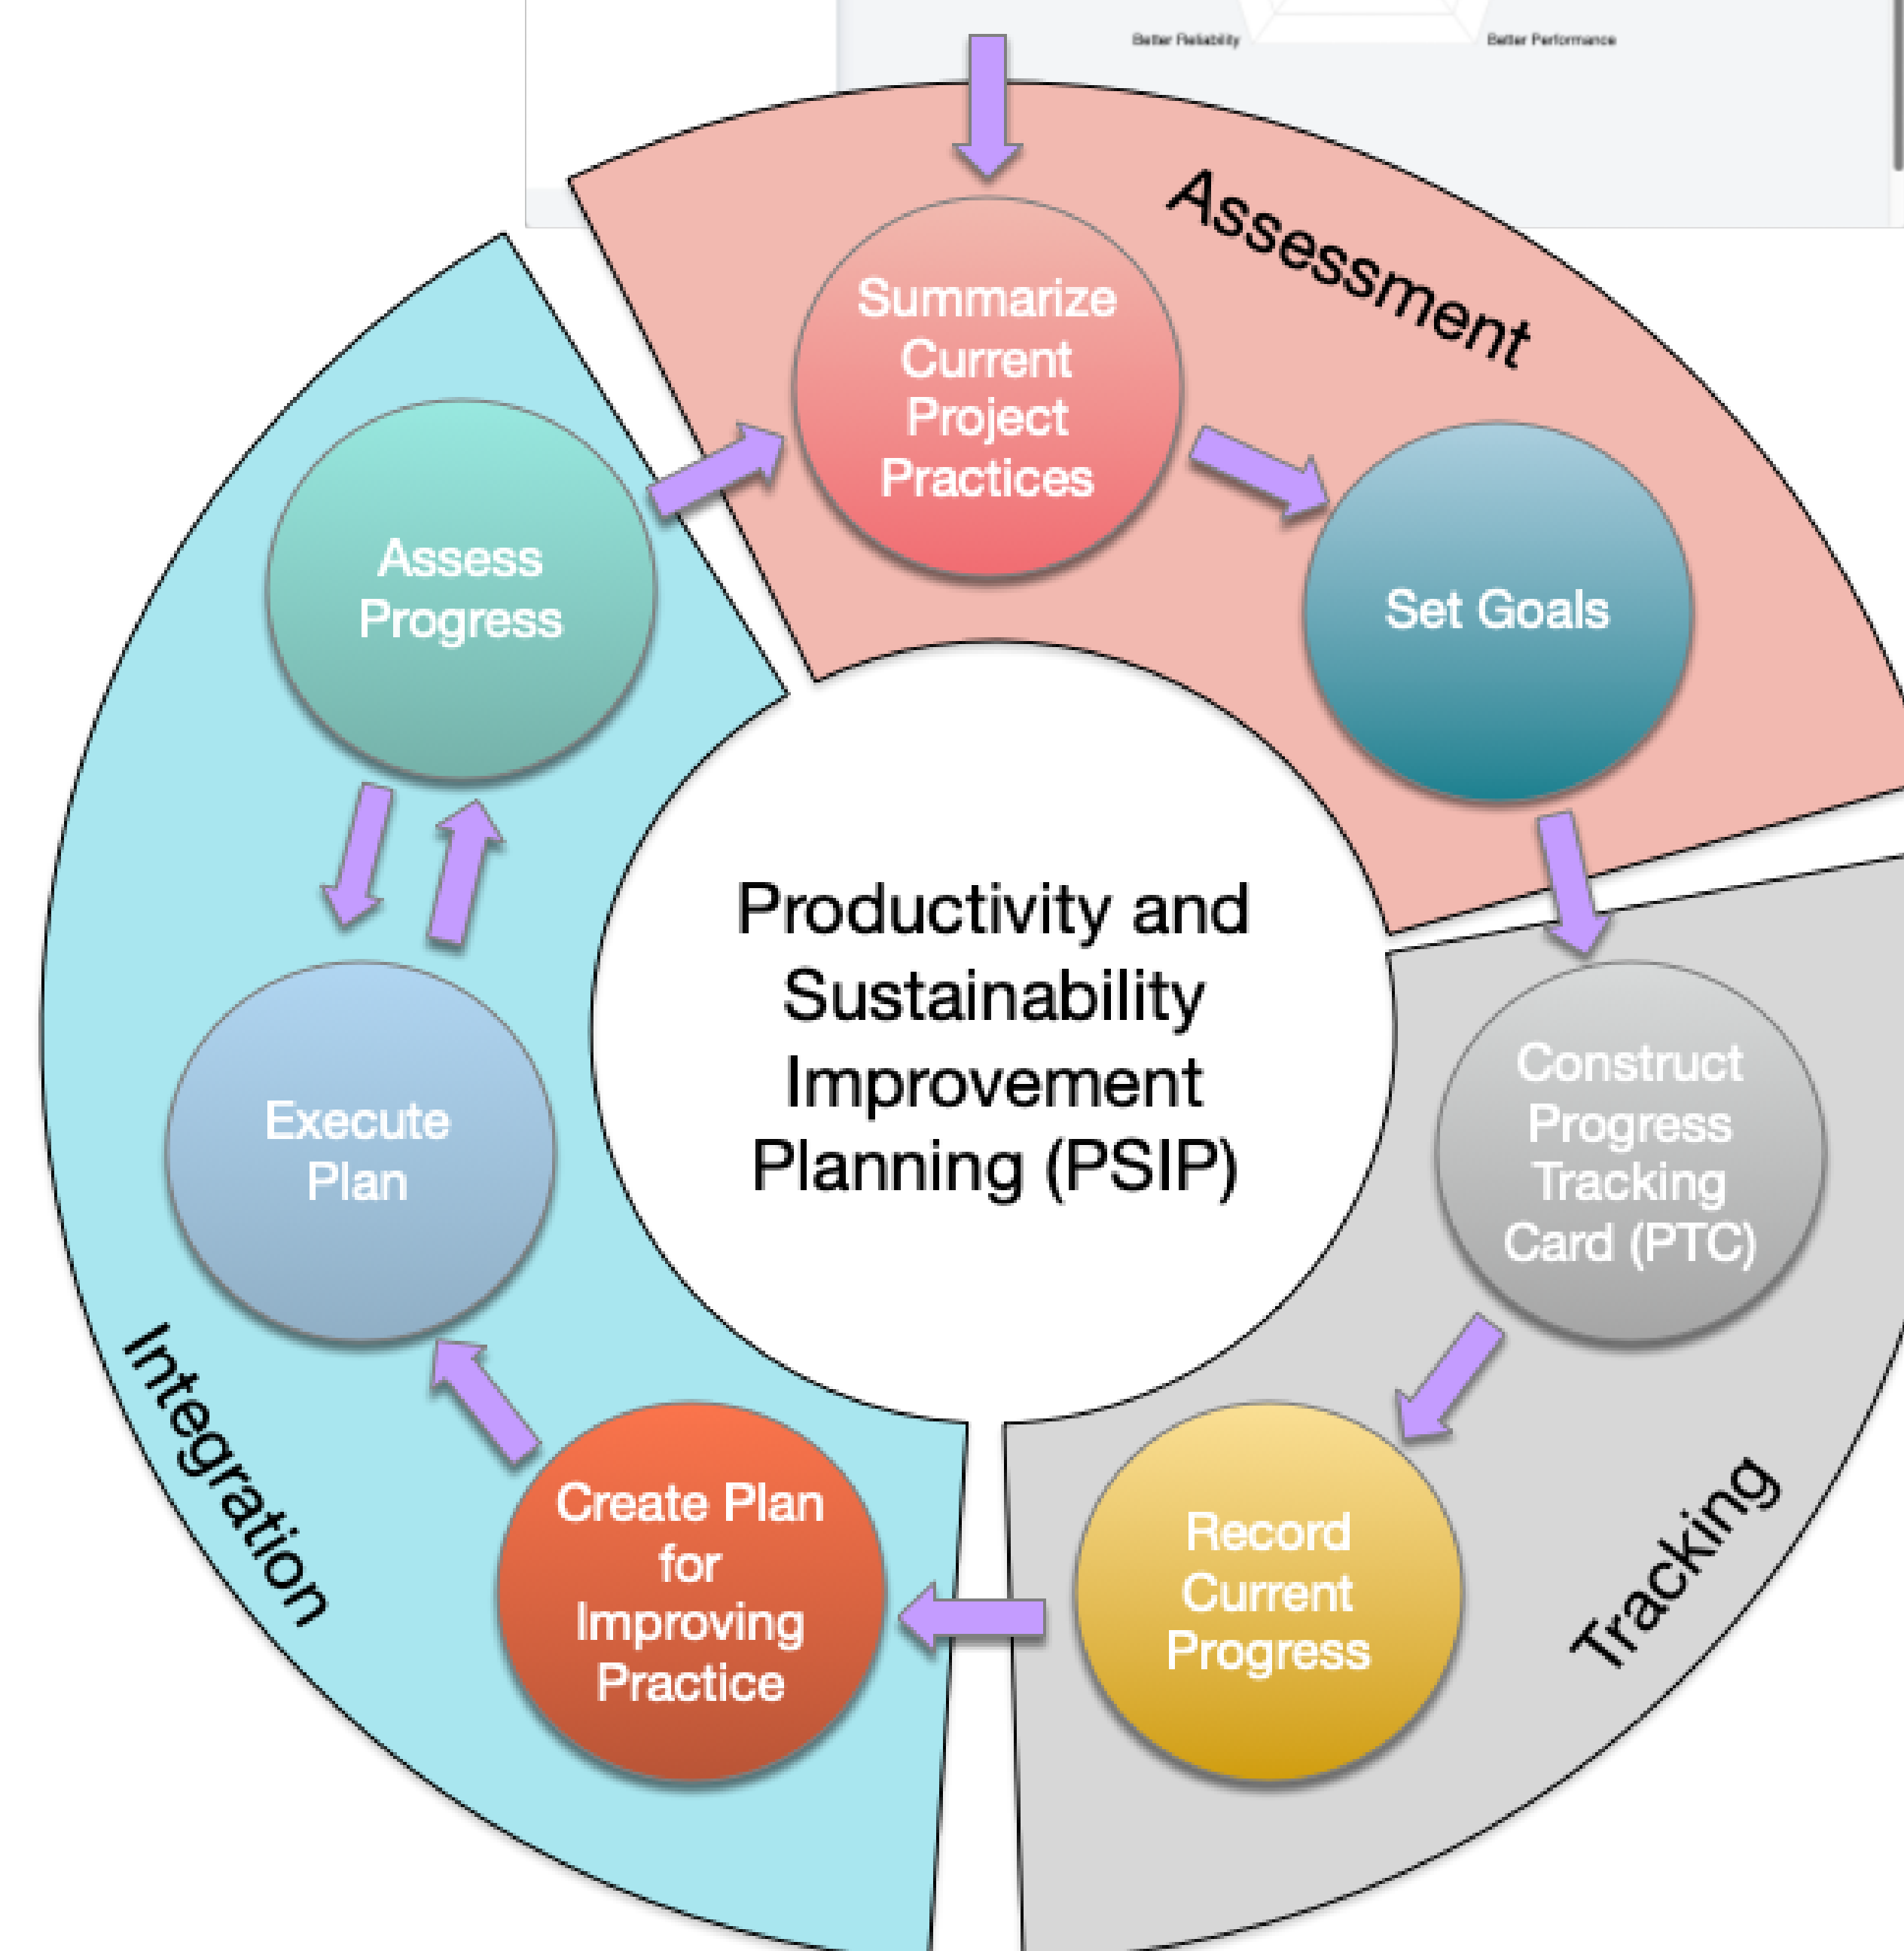 Better Reliability
Better Performance
Assessment
Summarize
Current
Project
Practices
Set Goals
Assess
Progress
Productivity and
Sustainability
Improvement
Planning (PSIP)
Construct
Progress
Tracking
Card (PTC)
Execute
Plan
Integration
Create Plan
for
Improving
Practice
Record
Current
Progress
Tracking